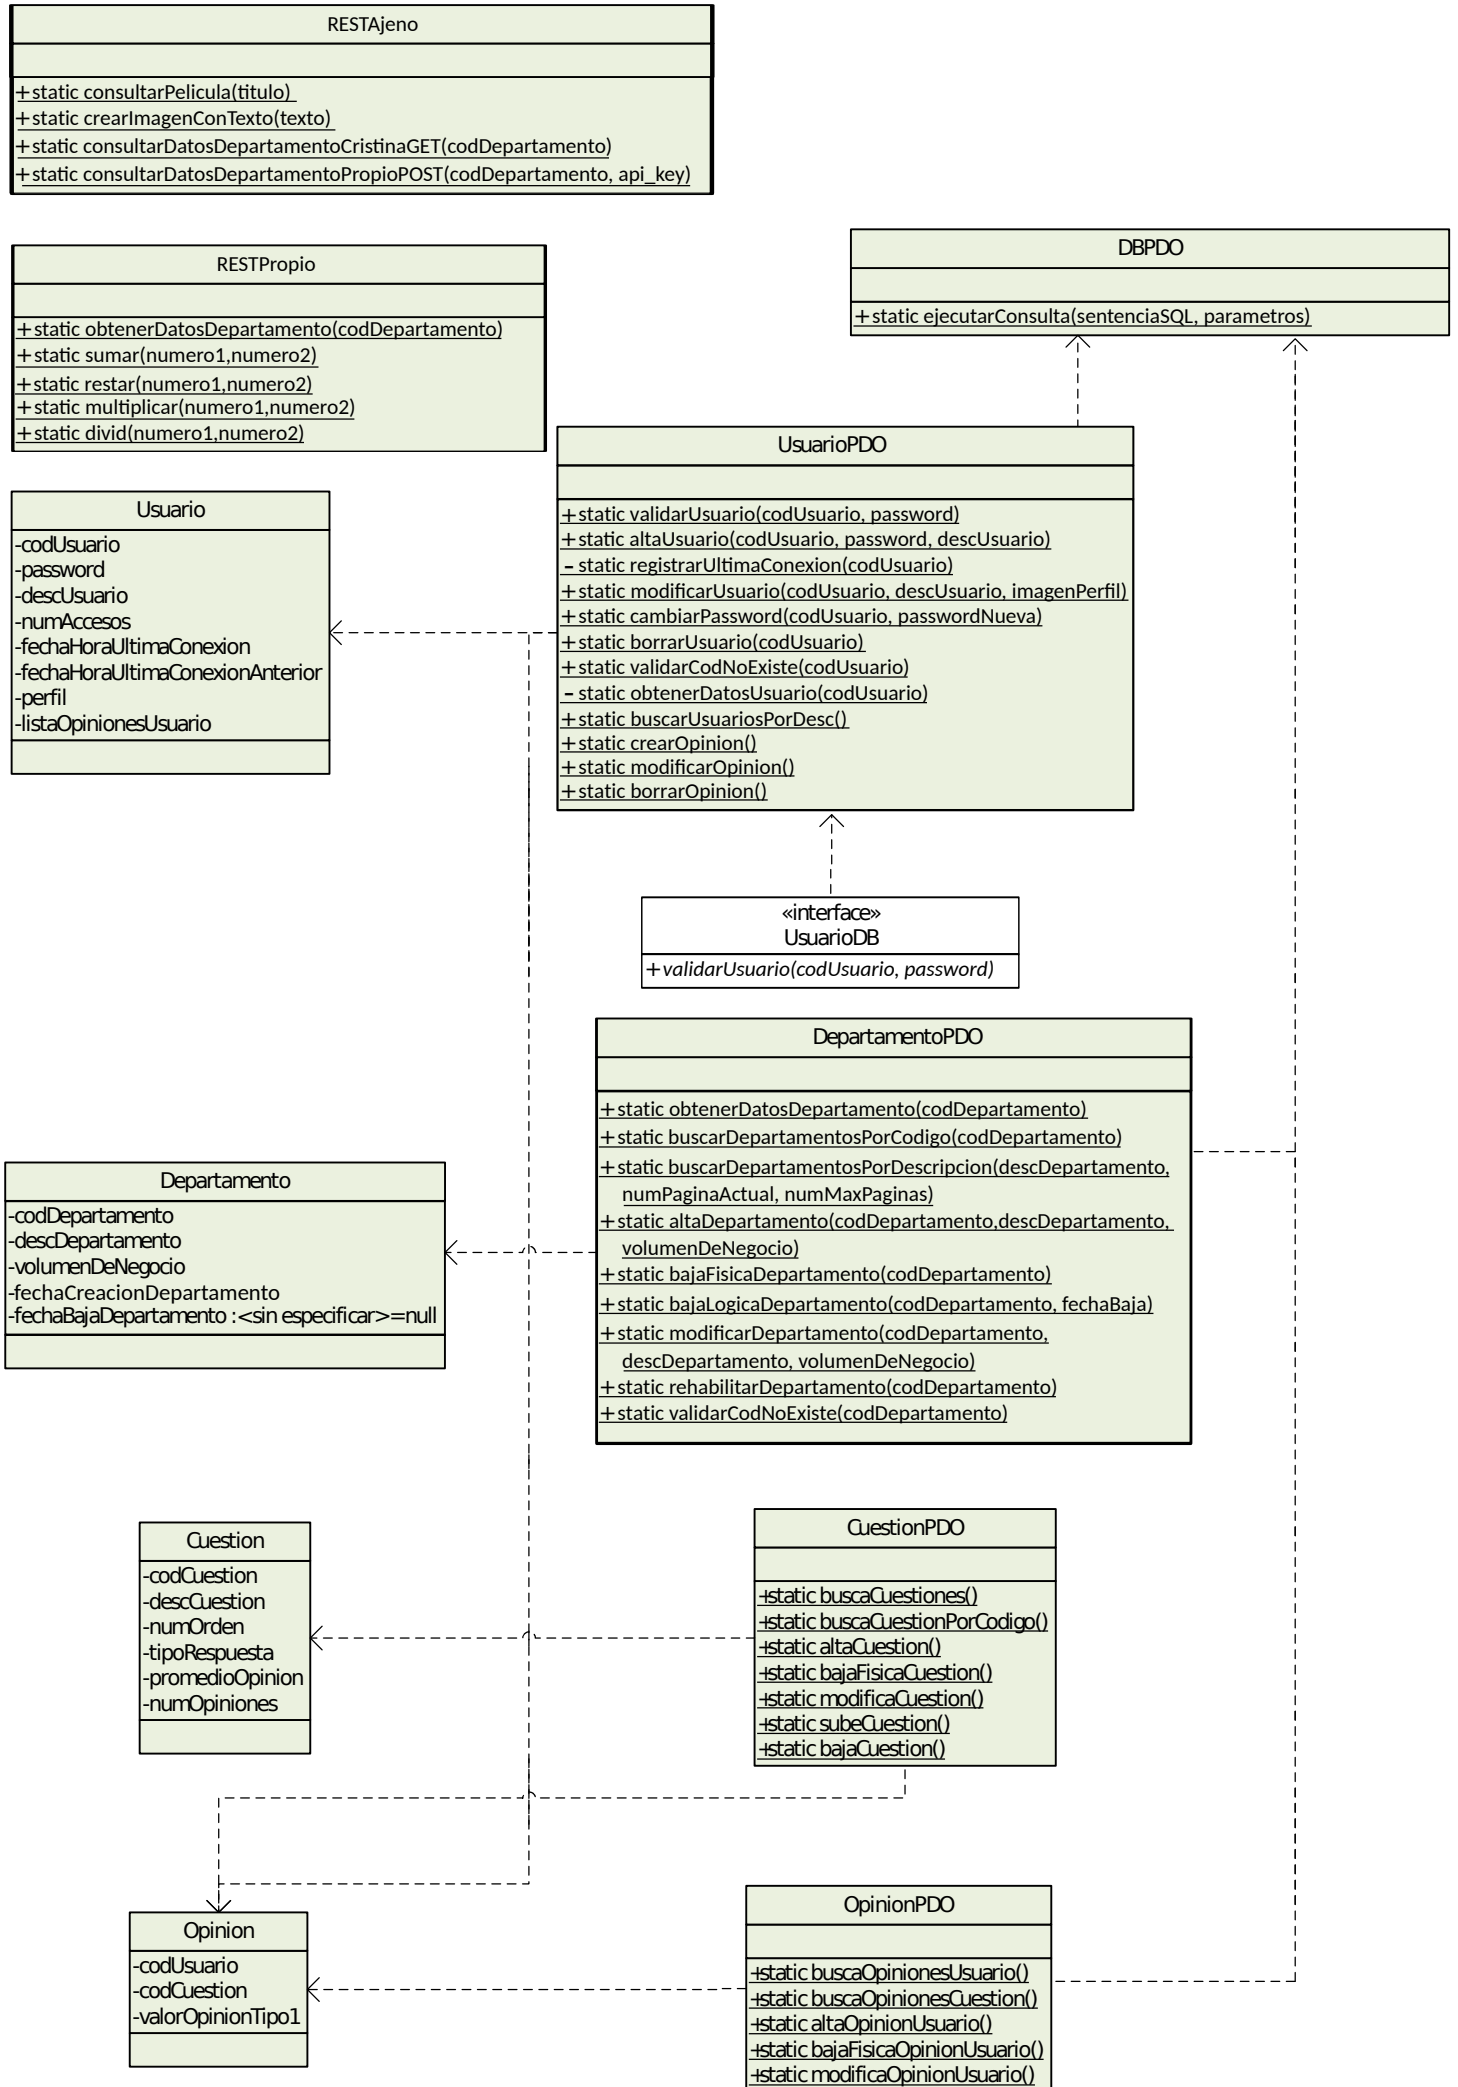 RESTAjeno
+static consultarPelicula(titulo)
+static crearImagenConTexto(texto)
+static consultarDatosDepartamentoCristinaGET(codDepartamento)
+static consultarDatosDepartamentoPropioPOST(codDepartamento, api_key)
RESTPropio
+static obtenerDatosDepartamento(codDepartamento)
+static sumar(numero1,numero2)
+static restar(numero1,numero2)
+static multiplicar(numero1,numero2)
+static divid(numero1,numero2)
DBPDO
+static ejecutarConsulta(sentenciaSQL, parametros)
UsuarioPDO
+static validarUsuario(codUsuario, password)
+static altaUsuario(codUsuario, password, descUsuario)
- static registrarUltimaConexion(codUsuario)
+static modificarUsuario(codUsuario, descUsuario, imagenPerfil)
+static cambiarPassword(codUsuario, passwordNueva)
+static borrarUsuario(codUsuario)
+static validarCodNoExiste(codUsuario)
- static obtenerDatosUsuario(codUsuario)
+static buscarUsuariosPorDesc()
+static crearOpinion()
+static modificarOpinion()
+static borrarOpinion()
Usuario
-codUsuario
-password
-descUsuario
-numAccesos
-fechaHoraUltimaConexion
-fechaHoraUltimaConexionAnterior
-perfil
-listaOpinionesUsuario
«interface»
UsuarioDB
+validarUsuario(codUsuario, password)
DepartamentoPDO
+static obtenerDatosDepartamento(codDepartamento)
+static buscarDepartamentosPorCodigo(codDepartamento)
+static buscarDepartamentosPorDescripcion(descDepartamento,
numPaginaActual, numMaxPaginas)
+static altaDepartamento(codDepartamento,descDepartamento,
volumenDeNegocio)
+static bajaFisicaDepartamento(codDepartamento)
+static bajaLogicaDepartamento(codDepartamento, fechaBaja)
+static modificarDepartamento(codDepartamento,
descDepartamento, volumenDeNegocio)
+static rehabilitarDepartamento(codDepartamento)
+static validarCodNoExiste(codDepartamento)
Departamento
-codDepartamento
-descDepartamento
-volumenDeNegocio
-fechaCreacionDepartamento
-fechaBajaDepartamento :<sin especificar>=null
Cuestion
-codCuestion
-descCuestion
-numOrden
-tipoRespuesta
-promedioOpinion
-numOpiniones
CuestionPDO
+static buscaCuestiones()
+static buscaCuestionPorCodigo()
+static altaCuestion()
+static bajaFisicaCuestion()
+static modificaCuestion()
+static subeCuestion()
+static bajaCuestion()
Opinion
-codUsuario
-codCuestion
-valorOpinionTipo1
OpinionPDO
+static buscaOpinionesUsuario()
+static buscaOpinionesCuestion()
+static altaOpinionUsuario()
+static bajaFisicaOpinionUsuario()
+static modificaOpinionUsuario()